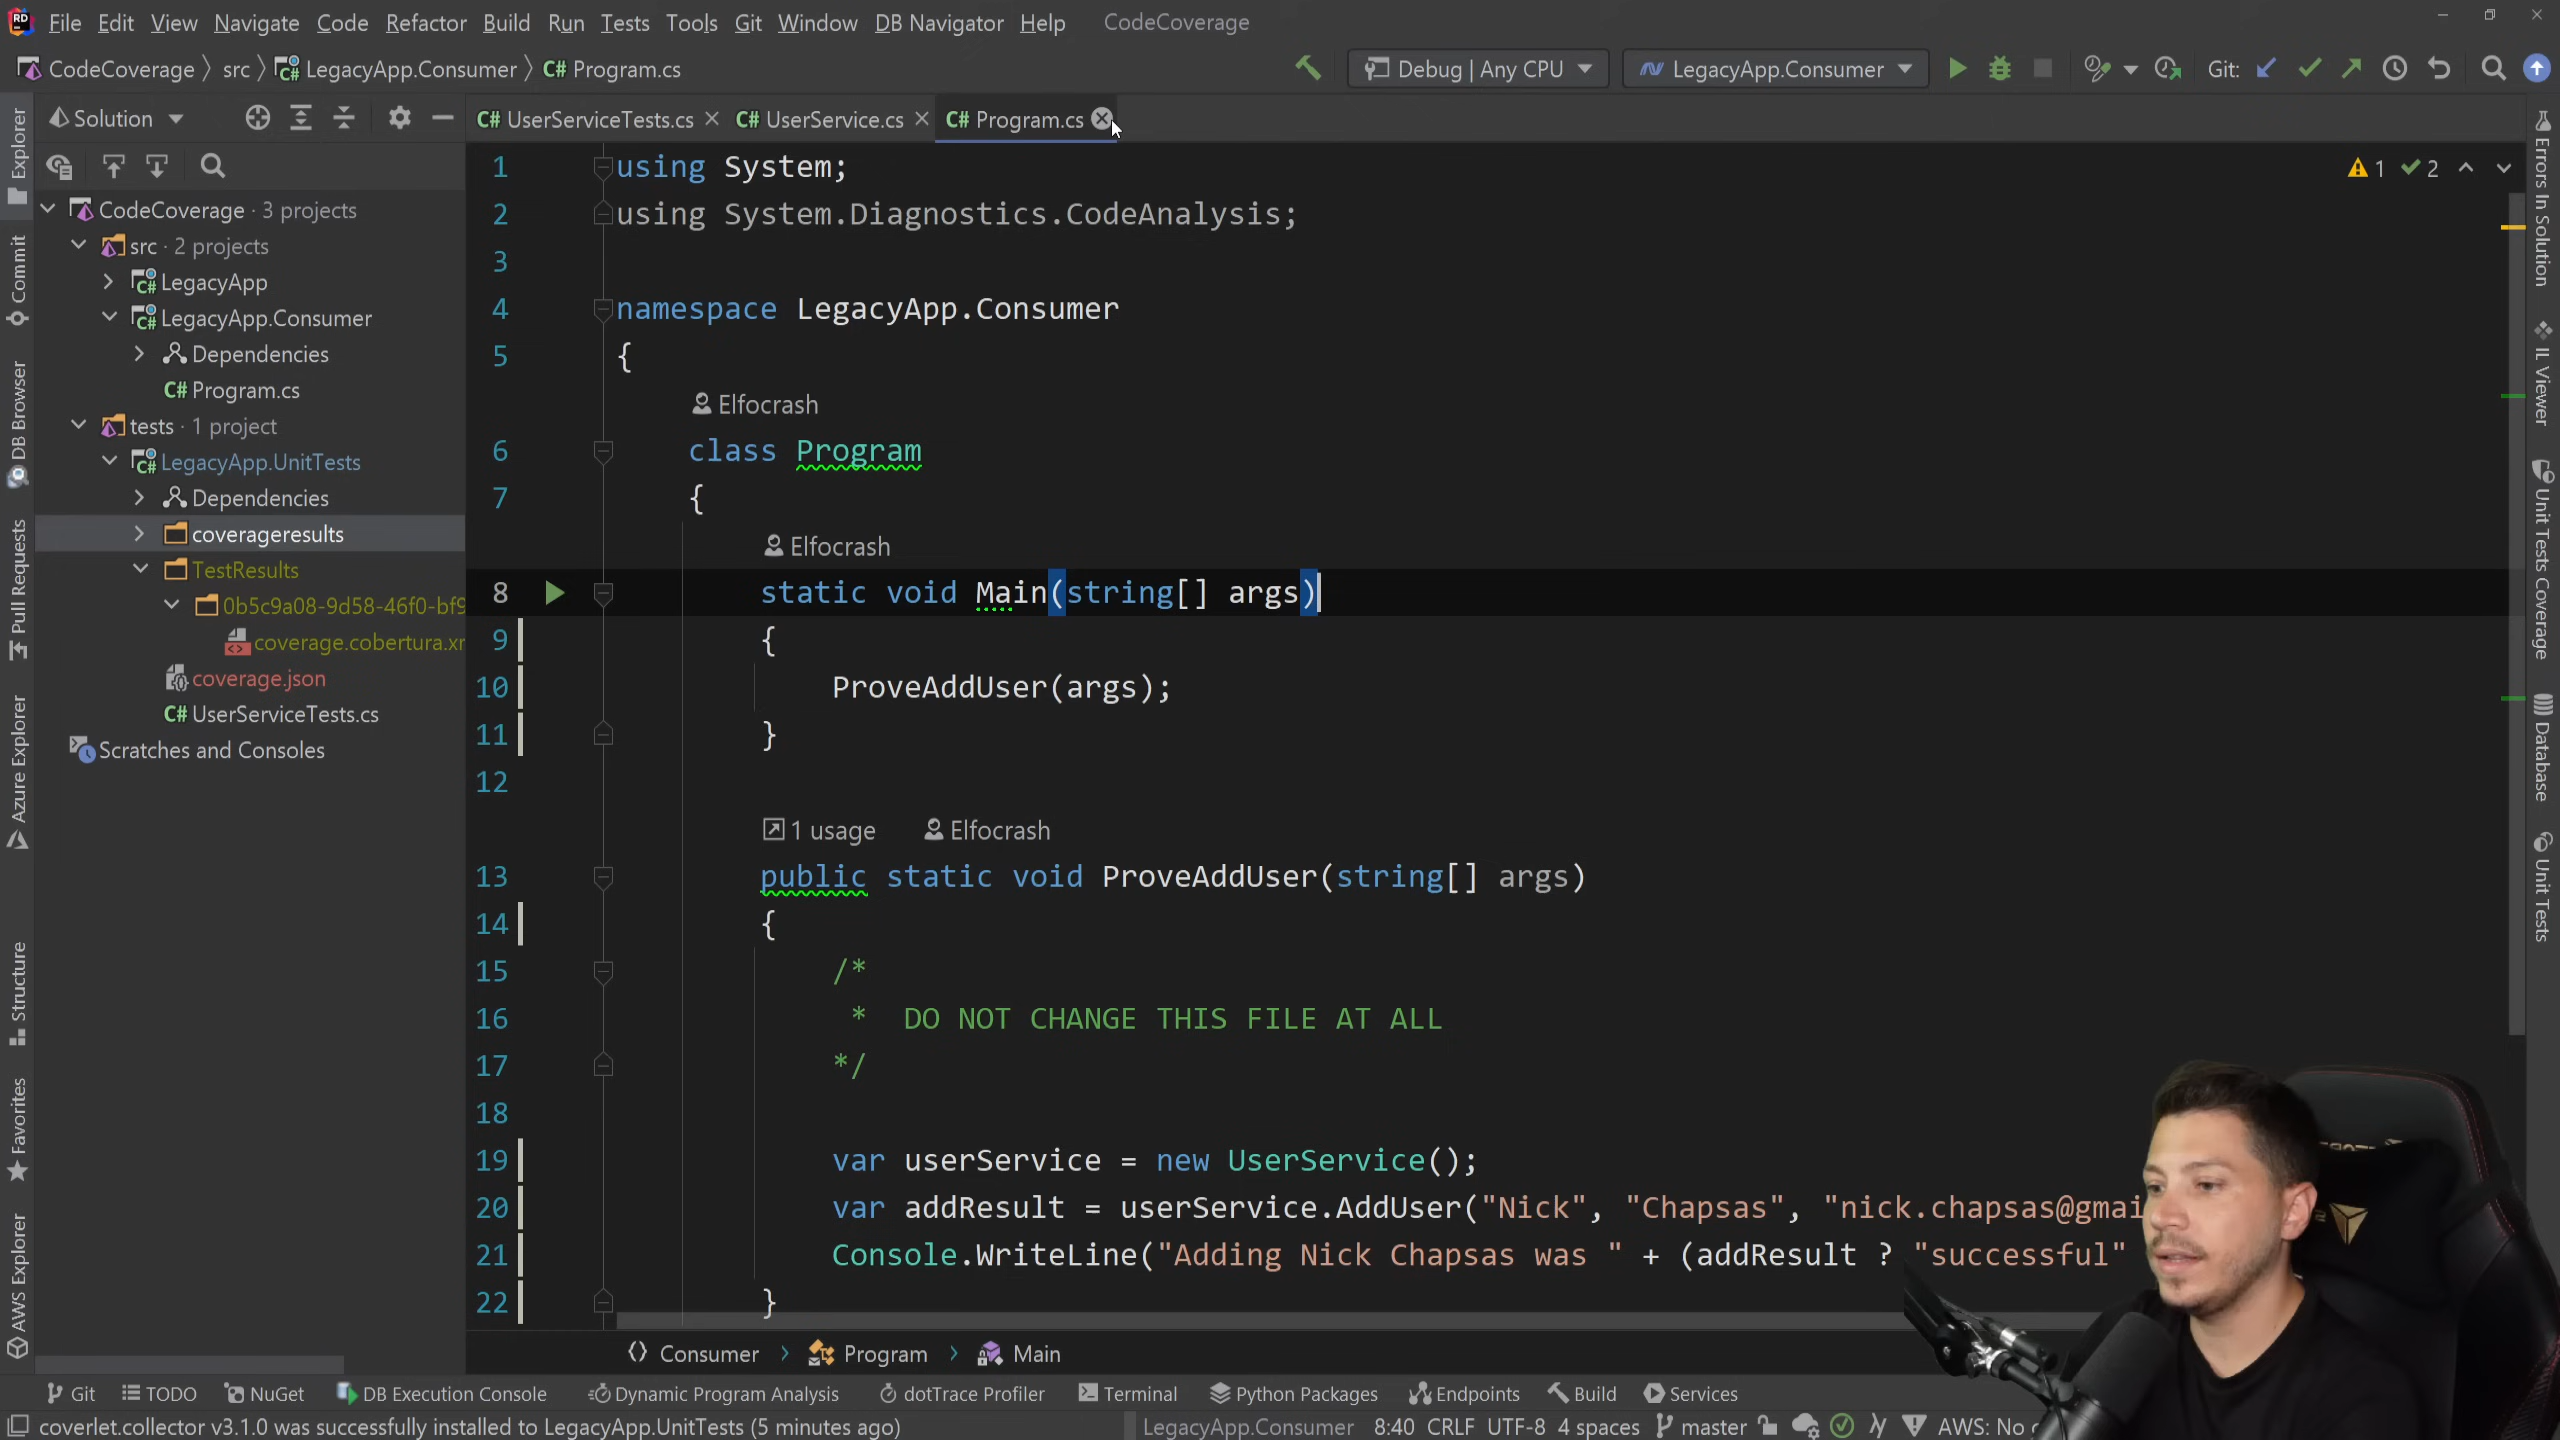 File Edit View Navigate Code Refactor Build Run Tests Tools Git Window DB Navigator Help CodeCoverage
CodeCoverage src LegacyApp.Consumer C# Program.cs Debug | Any CPU LegacyApp.Consumer Git:
Solution
C# UserServiceTests.cs C# UserService.cs C# Program.cs
CodeCoverage · 3 projects
src · 2 projects
LegacyApp
LegacyApp.Consumer
Dependencies
C# Program.cs
tests · 1 project
LegacyApp.UnitTests
Dependencies
coverageresults
TestResults
0b5c9a08-9d58-46f0-bf9
coverage.cobertura.xr
coverage.json
C# UserServiceTests.cs
Scratches and Consoles
1 using System;
2 using System.Diagnostics.CodeAnalysis;
3
4 namespace LegacyApp.Consumer
5 {
Elfocrash
6 class Program
7 {
Elfocrash
8 static void Main(string[] args)
9 {
10 ProveAddUser(args);
11 }
12
1 usage Elfocrash
13 public static void ProveAddUser(string[] args)
14 {
15 /*
16 * DO NOT CHANGE THIS FILE AT ALL
17 */
18
19 var userService = new UserService();
20 var addResult = userService.AddUser("Nick", "Chapsas", "nick.chapsas@gmai
21 Console.WriteLine("Adding Nick Chapsas was " + (addResult ? "successful"
22 }
1 2
Explorer
Commit
DB Browser
Pull Requests
Azure Explorer
Structure
Favorites
AWS Explorer
Errors In Solution
IL Viewer
Unit Tests Coverage
Database
Unit Tests
Consumer Program Main
Git TODO NuGet DB Execution Console Dynamic Program Analysis dotTrace Profiler Terminal Python Packages Endpoints Build Services
coverlet.collector v3.1.0 was successfully installed to LegacyApp.UnitTests (5 minutes ago) LegacyApp.Consumer 8:40 CRLF UTF-8 4 spaces master AWS: No